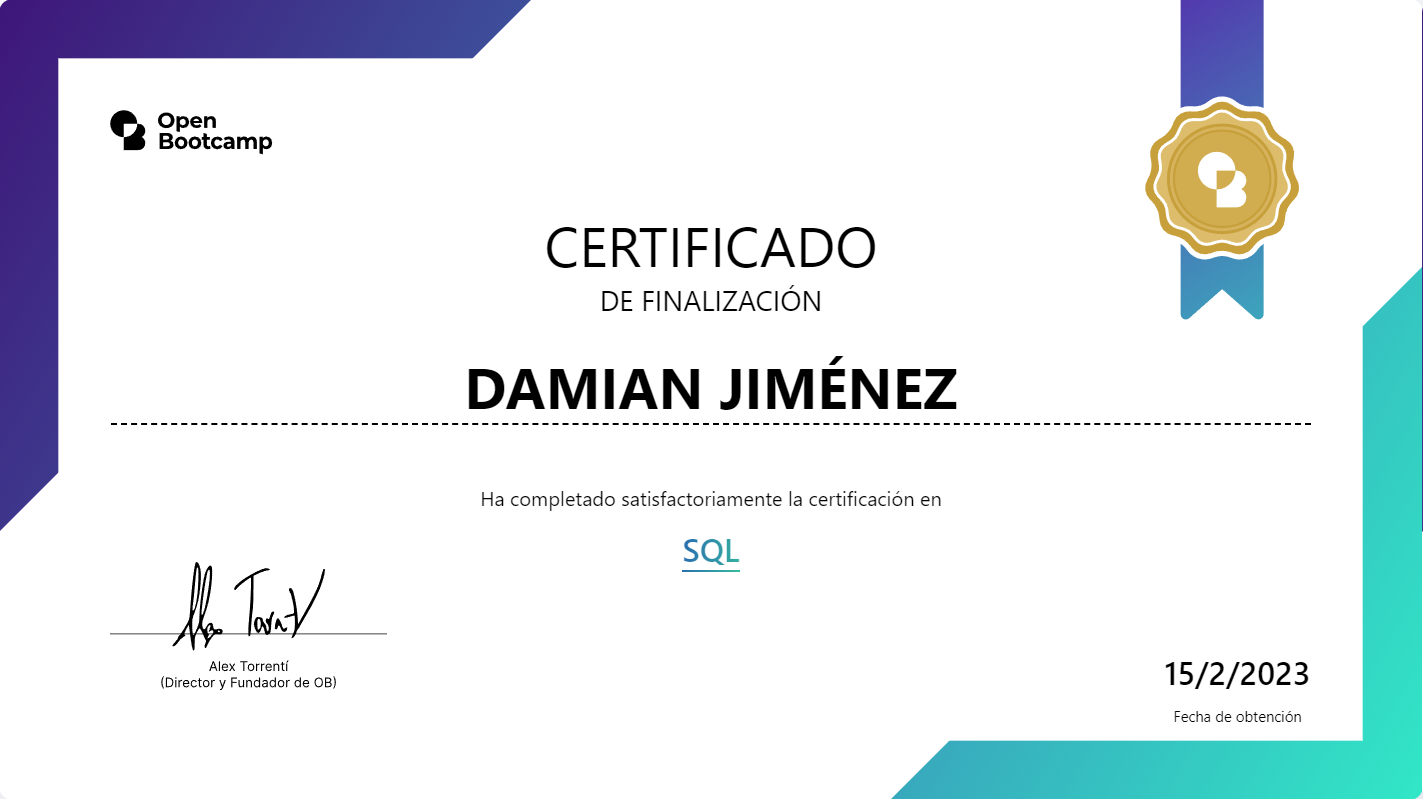 Open
Bootcamp
CERTIFICADO
DE FINALIZACIÓN
DAMIAN JIMÉNEZ
Ha completado satisfactoriamente la certificación en
SQL
Alex Torrentí
(Director y Fundador de OB)
15/2/2023
Fecha de obtención